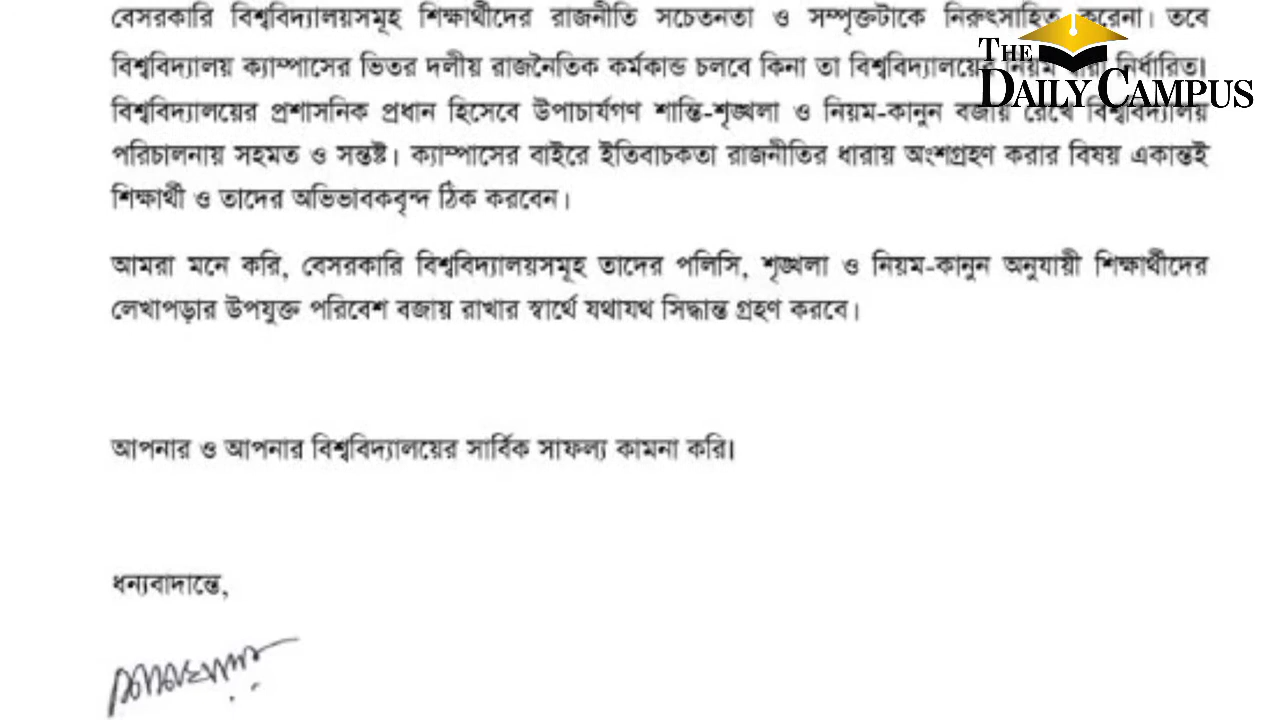 বেসরকারি বিশ্ববিদ্যালয়সমূহ শিক্ষার্থীদের রাজনীতি সচেতনতা ও সম্পৃক্তটাকে নিরুৎসাহিত করেনা। তবে
বিশ্ববিদ্যালয় ক্যাম্পাসের ভিতর দলীয় রাজনৈতিক কর্মকান্ড চলবে কিনা তা বিশ্ববিদ্যালয়ের নিয়ম দ্বারা নির্ধারিত।
বিশ্ববিদ্যালয়ের প্রশাসনিক প্রধান হিসেবে উপাচার্যগণ শান্তি-শৃঙ্খলা ও নিয়ম-কানুন বজায় রেখে বিশ্ববিদ্যালয়
পরিচালনায় সহমত ও সন্তষ্ট। ক্যাম্পাসের বাইরে ইতিবাচকতা রাজনীতির ধারায় অংশগ্রহণ করার বিষয় একান্তই
শিক্ষার্থী ও তাদের অভিভাবকবৃন্দ ঠিক করবেন।
আমরা মনে করি, বেসরকারি বিশ্ববিদ্যালয়সমূহ তাদের পলিসি, শৃঙ্খলা ও নিয়ম-কানুন অনুযায়ী শিক্ষার্থীদের
লেখাপড়ার উপযুক্ত পরিবেশ বজায় রাখার স্বার্থে যথাযথ সিদ্ধান্ত গ্রহণ করবে।
আপনার ও আপনার বিশ্ববিদ্যালয়ের সার্বিক সাফল্য কামনা করি।
ধন্যবাদান্তে,
THE
DAILY CAMPUS